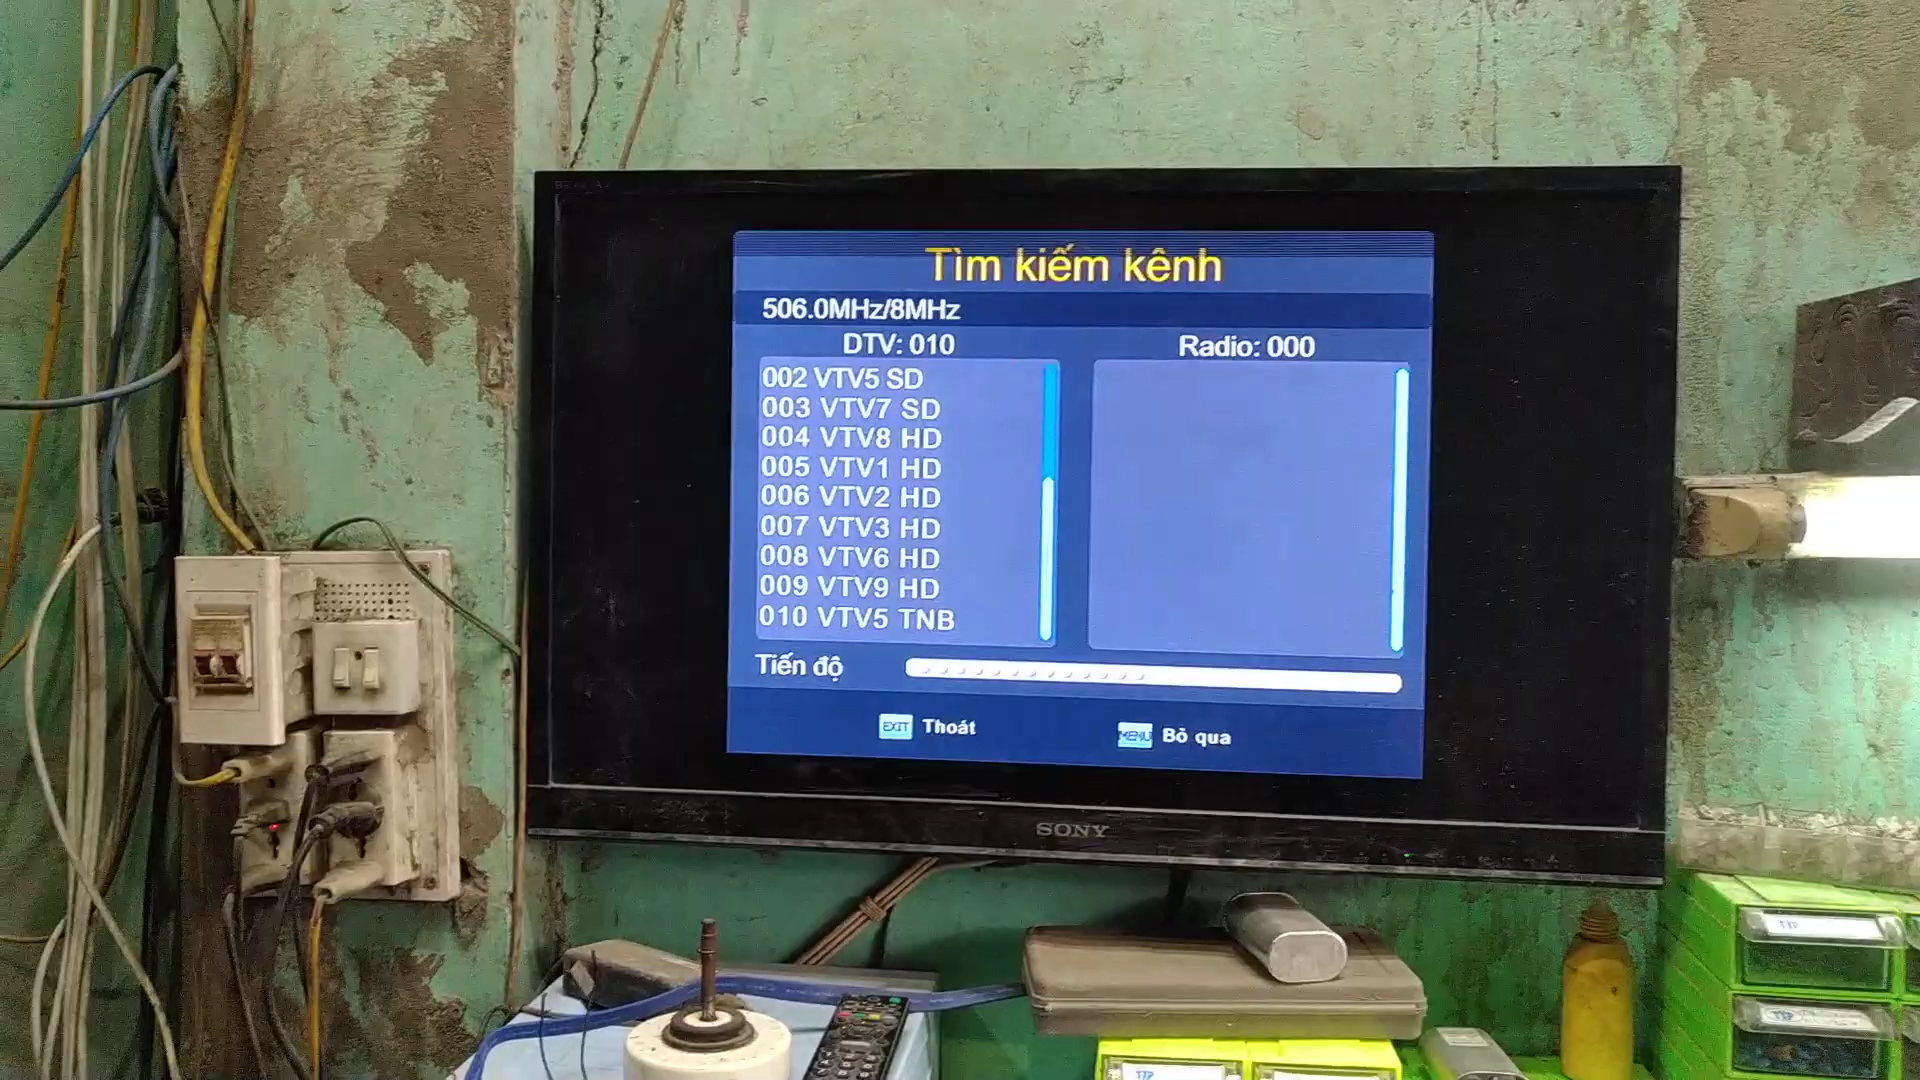 Tìm kiếm kênh
506.0MHz/8MHz
DTV: 010
Radio: 000
002 VTV5 SD
003 VTV7 SD
004 VTV8 HD
005 VTV1 HD
006 VTV2 HD
007 VTV3 HD
008 VTV6 HD
009 VTV9 HD
010 VTV5 TNB
Tiến độ
EXIT Thoát
MENU Bỏ qua
SONY